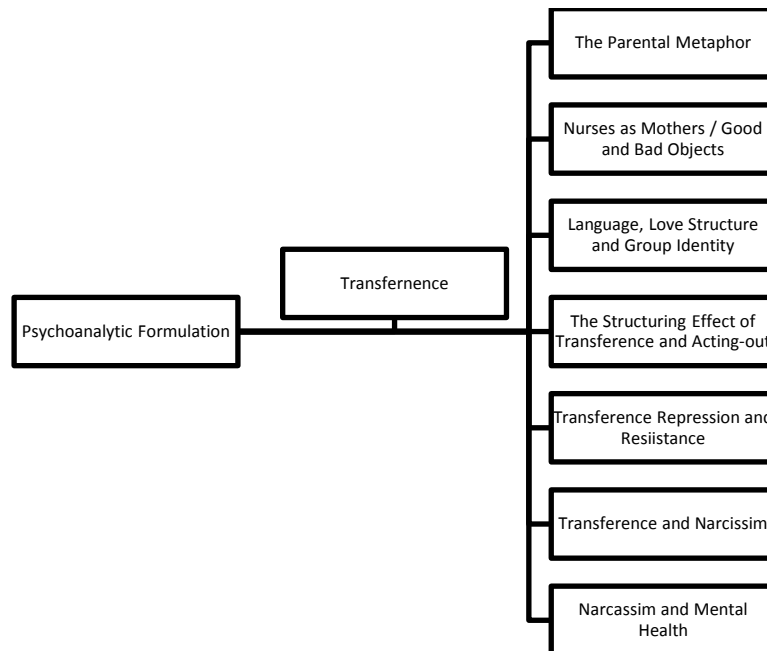 Psychoanalytic Formulation
Transfernence
The Parental Metaphor
Nurses as Mothers / Good
and Bad Objects
Language, Love Structure
and Group Identity
The Structuring Effect of
Transference and Acting-out
Transference Repression and
Resiistance
Transference and Narcissim
Narcassim and Mental
Health